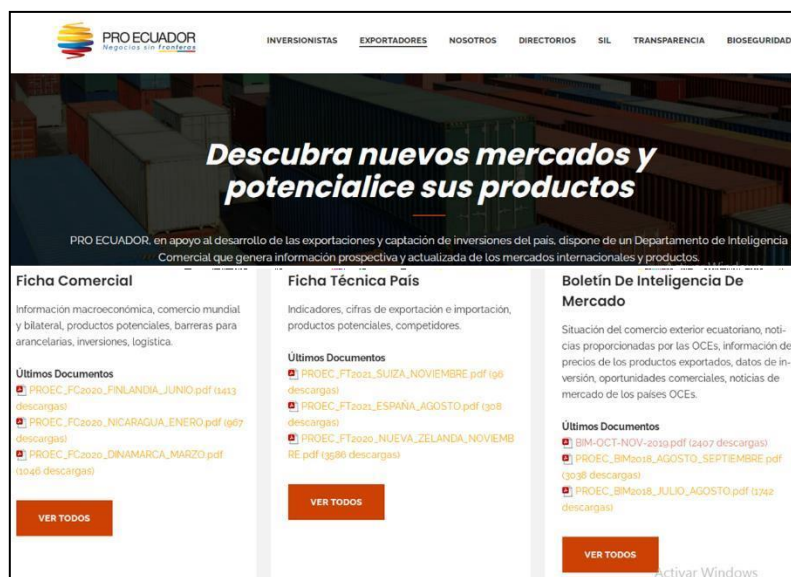 PRO ECUADOR
Negocios sin fronteras
INVERSIONISTAS EXPORTADORES NOSOTROS DIRECTORIOS SIL TRANSPARENCIA BIOSEGURIDAD
Descubra nuevos mercados y
potencialice sus productos
PRO ECUADOR, en apoyo al desarrollo de las exportaciones y captación de inversiones del país, dispone de un Departamento de Inteligencia
Comercial que genera información prospectiva y actualizada de los mercados internacionales y productos.
Ficha Comercial
Información macroeconómica, comercio mundial
y bilateral, productos potenciales, barreras para
arancelarias, inversiones, logística.
Últimos Documentos
PROEC_FC2020_FINLANDIA_JUNIO.pdf (1413
descargas)
PROEC_FC2020_NICARAGUA_ENERO.pdf (967
descargas)
PROEC_FC2020_DINAMARCA_MARZO.pdf
(1046 descargas)
VER TODOS
Ficha Técnica País
Indicadores, cifras de exportación e importación,
productos potenciales, competidores.
Últimos Documentos
PROEC_FT2021_SUIZA_NOVIEMBRE.pdf (96
descargas)
PROEC_FT2021_ESPAÑA_AGOSTO.pdf (308
descargas)
PROEC_FT2020_NUEVA_ZELANDA_NOVIEMB
RE.pdf (3586 descargas)
VER TODOS
Boletín De Inteligencia De
Mercado
Situación del comercio exterior ecuatoriano, noti-
cias proporcionadas por las OCEs, información de
precios de los productos exportados, datos de in-
versión, oportunidades comerciales, noticias de
mercado de los países OCEs.
Últimos Documentos
BIM-OCT-NOV-2019.pdf (2407 descargas)
PROEC_BIM2018_AGOSTO_SEPTIEMBRE.pdf
(3038 descargas)
PROEC_BIM2018_JULIO_AGOSTO.pdf (1742
descargas)
VER TODOS
Activar Windows